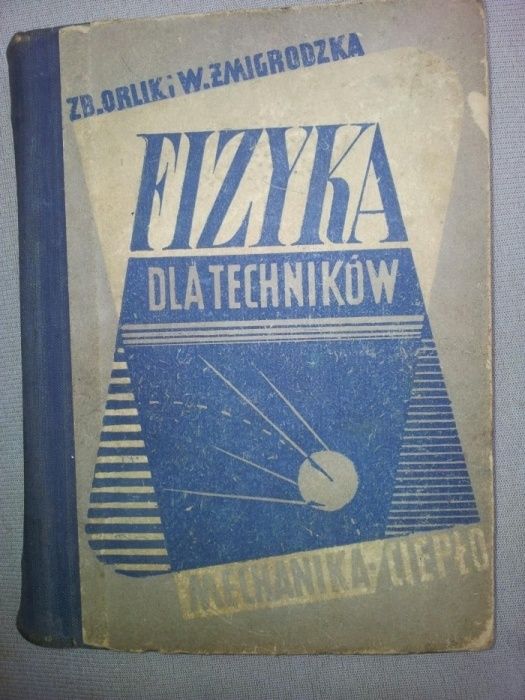 ZB. ORLIK i W. ŻMIGRODZKA
FIZYKA
DLA TECHNIKÓW
MECHANIKA-CIEPŁO